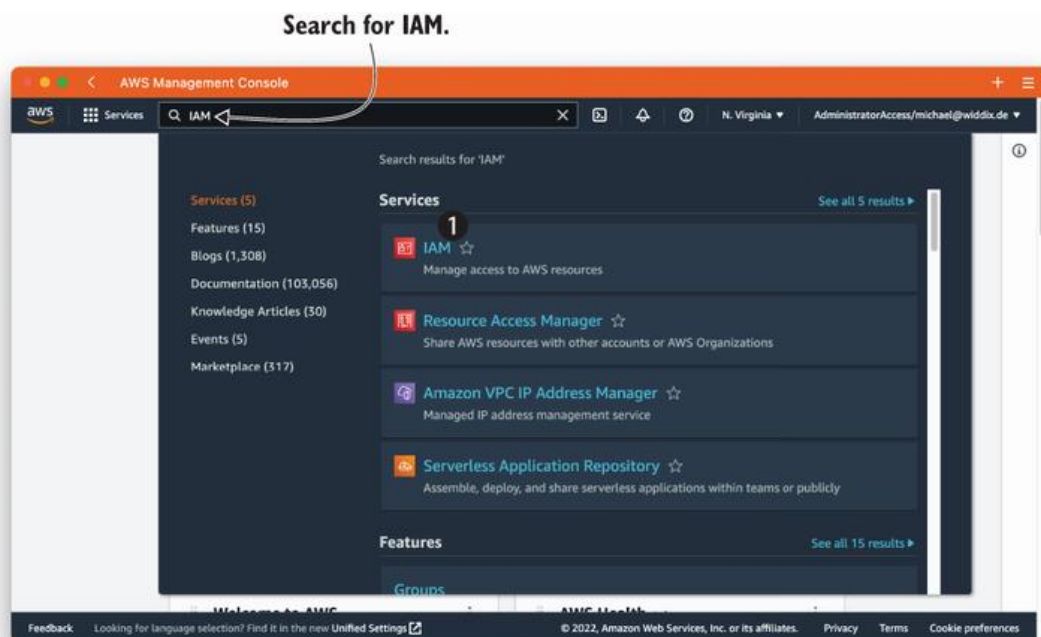 Search for IAM.
AWS Management Console
aws Services IAM N. Virginia AdministratorAccess/michael@widdix.de
Search results for 'IAM'
Services (5)
Features (15)
Blogs (1,308)
Documentation (103,056)
Knowledge Articles (30)
Events (5)
Marketplace (317)
Services See all 5 results
1
IAM
Manage access to AWS resources
Resource Access Manager
Share AWS resources with other accounts or AWS Organizations
Amazon VPC IP Address Manager
Managed IP address management service
Serverless Application Repository
Assemble, deploy, and share serverless applications within teams or publicly
Features See all 15 results
Groups
Welcome to AWS AWS Health
Feedback Looking for language selection? Find it in the new Unified Settings © 2022, Amazon Web Services, Inc. or its affiliates. Privacy Terms Cookie preferences